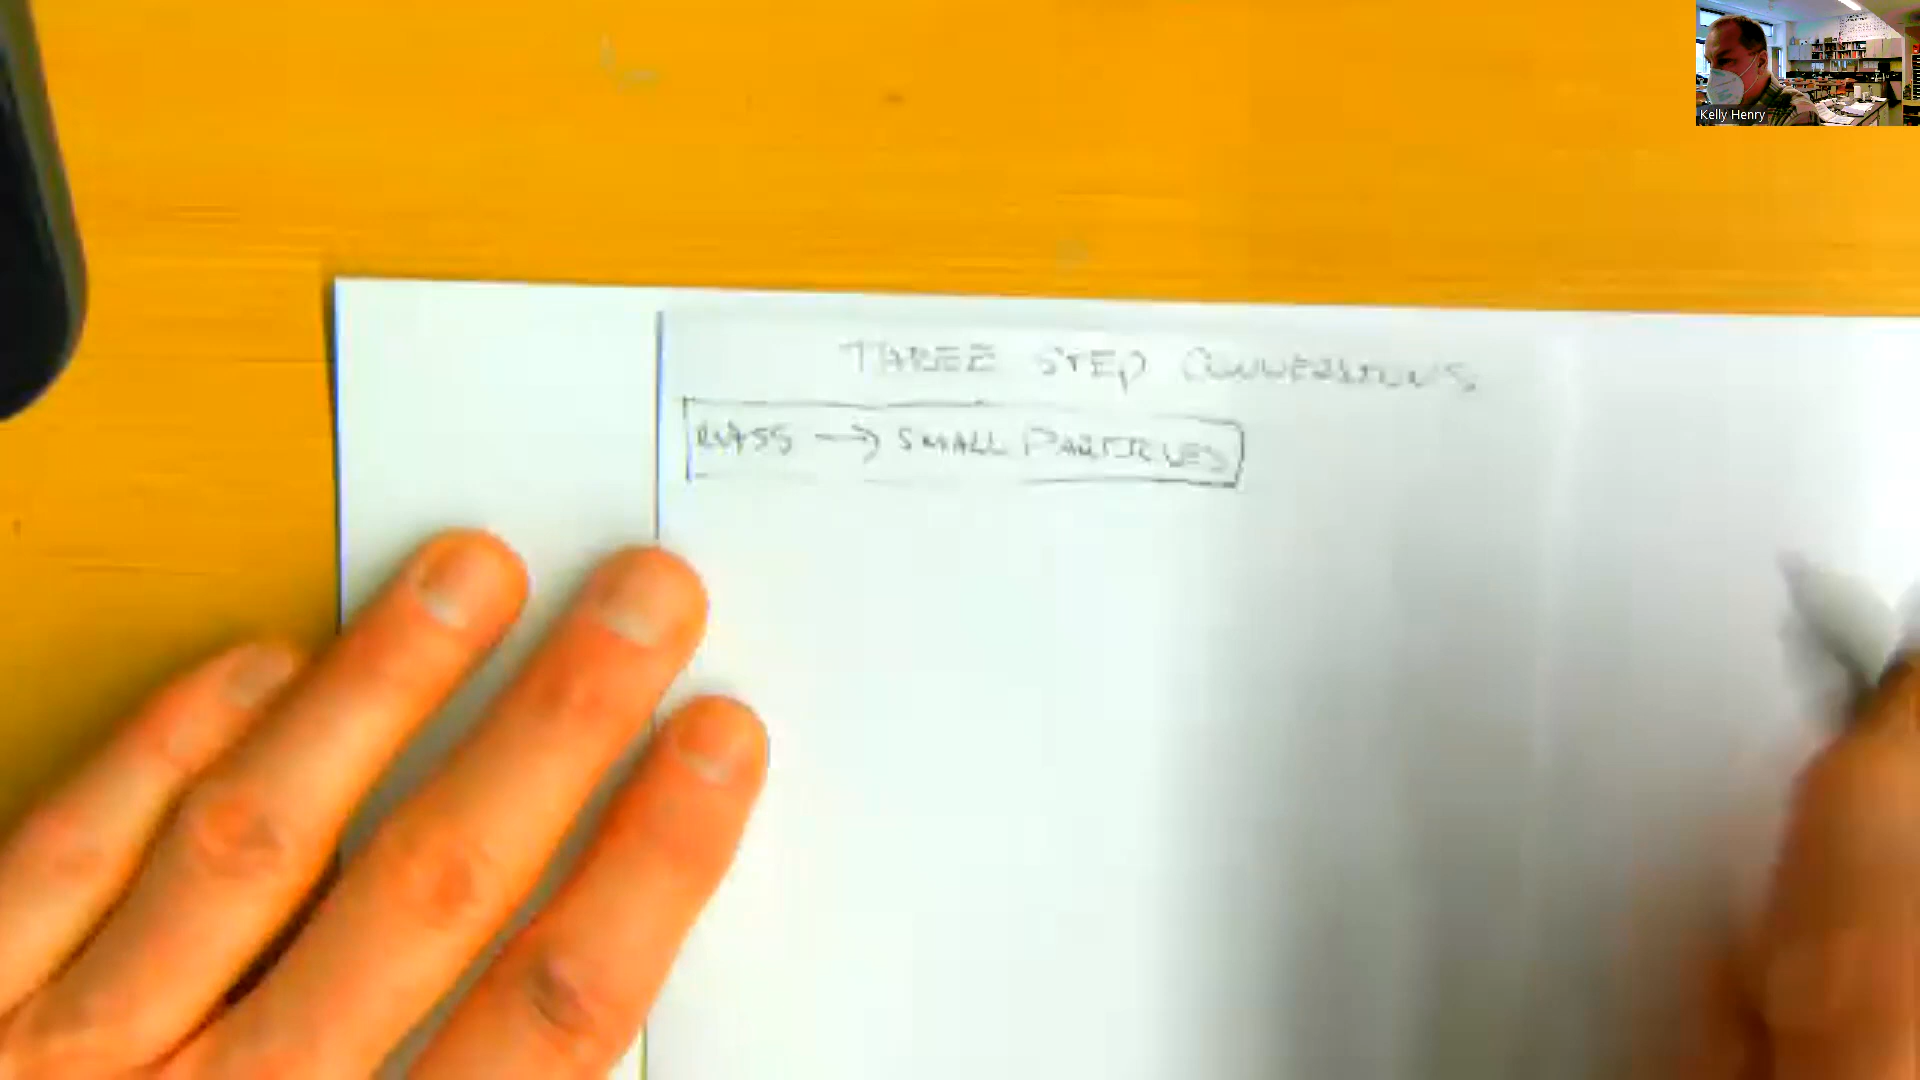 THREE STEP CONVERSIONS
MASS → SMALL PARTICLES
Kelly Henry